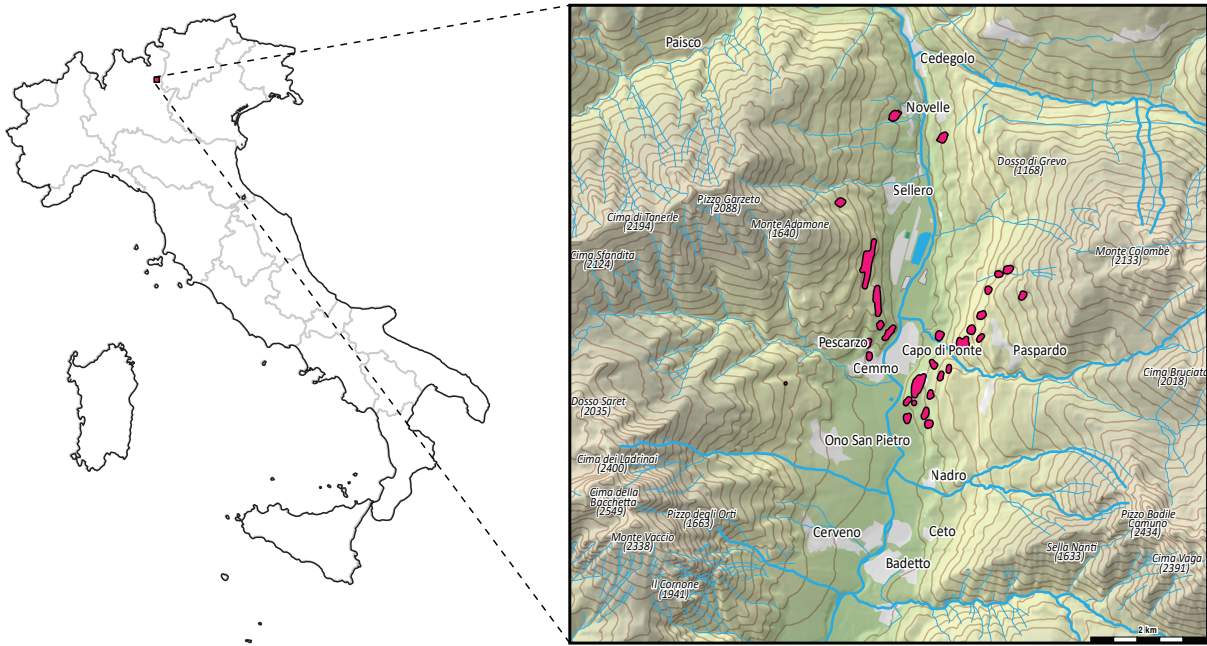 Paisco
Cedegolo
Novelle
Dosso di Grevo
(1168)
Sellero
Pizzo Garzeto
(2088)
Cima di Tanerle
(2194)
Monte Adamone
(1640)
Cima Sfandita
(2124)
Monte Colombè
(2133)
Pescarzo
Capo di Ponte
Paspardo
Cemmo
Cima Bruciata
(2018)
Dosso Saret
(2035)
Ono San Pietro
Cima dei Ladrinai
(2400)
Nadro
Cima della
Bacchetta
(2549)
Pizzo degli Orti
(1663)
Pizzo Badile
Camuno
(2434)
Cerveno
Ceto
Monte Vaccio
(2338)
Sella Nanti
(1633)
Cima Vaga
(2391)
Badetto
Il Cornone
(1941)
2 km